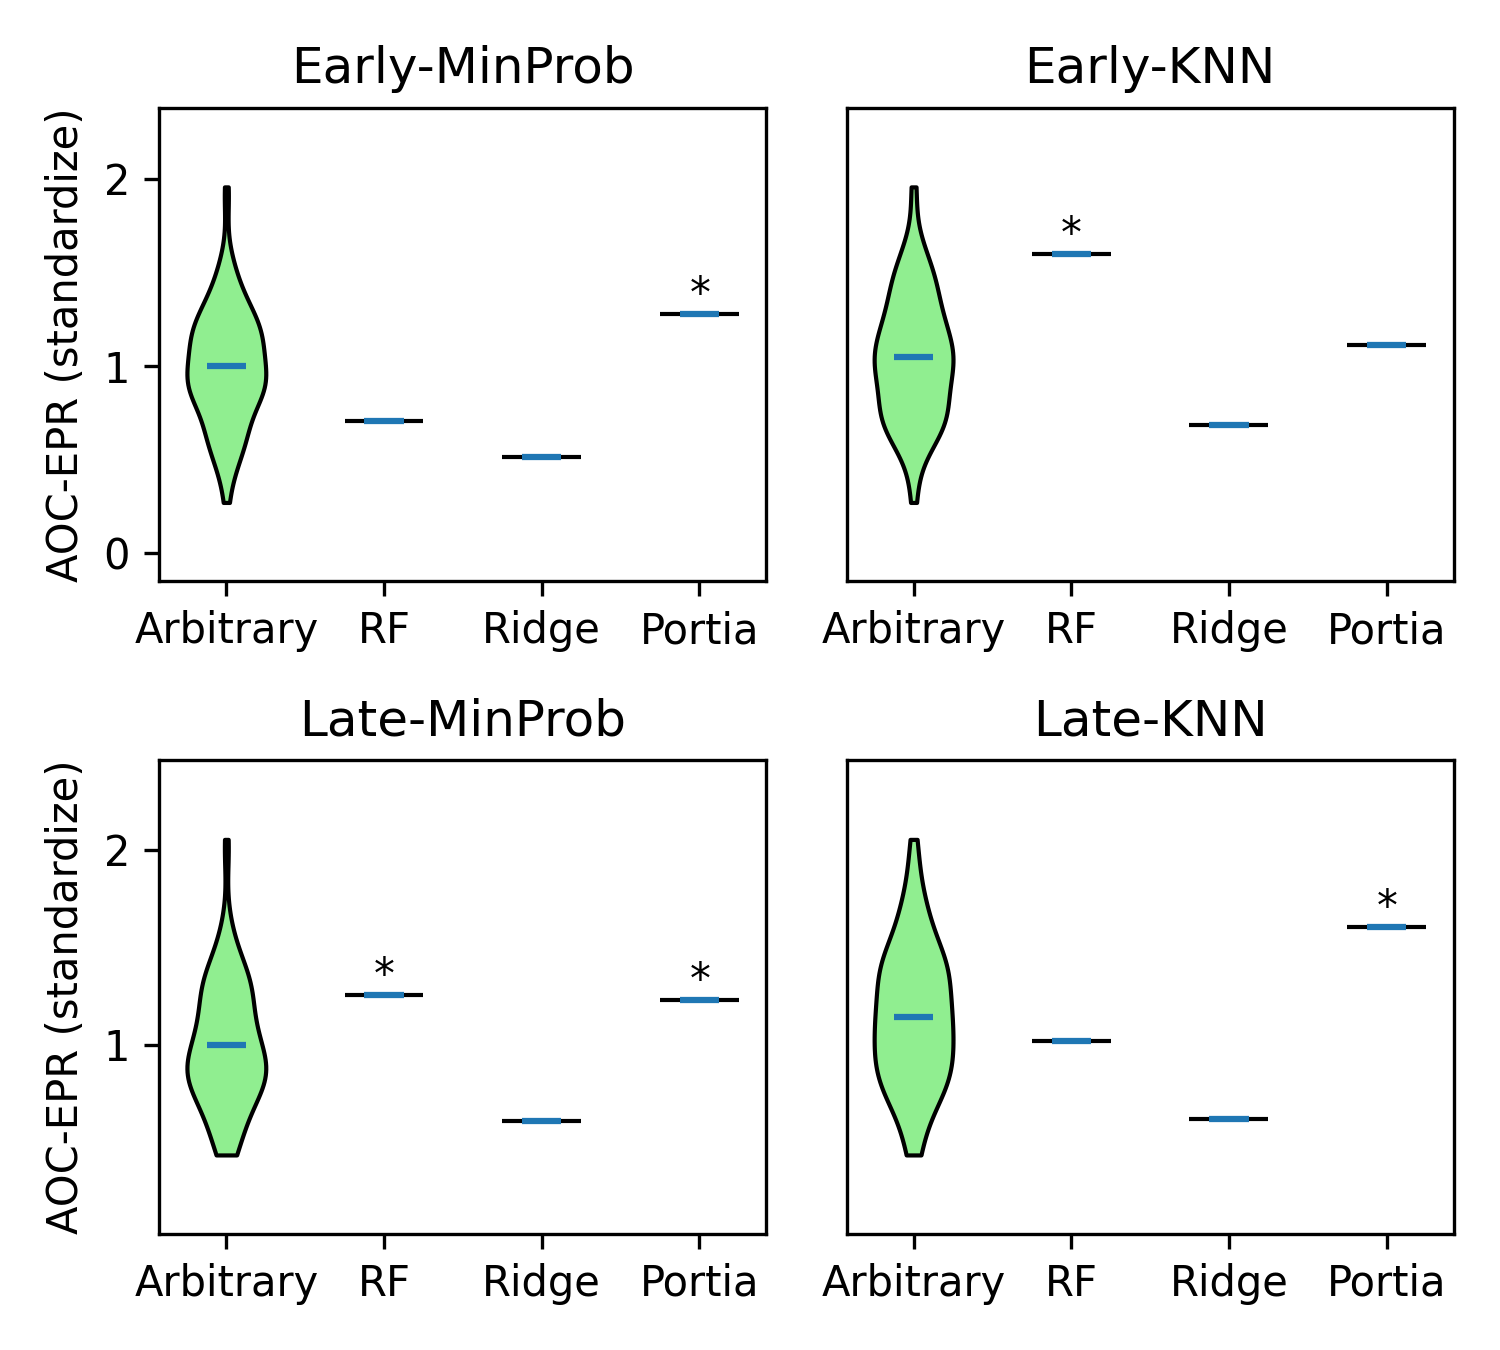 Early-MinProb
Early-KNN
AOC-EPR (standardize)
2
1
0
*
*
Arbitrary RF Ridge Portia
Arbitrary RF Ridge Portia
Late-MinProb
Late-KNN
AOC-EPR (standardize)
2
1
*
*
*
Arbitrary RF Ridge Portia
Arbitrary RF Ridge Portia